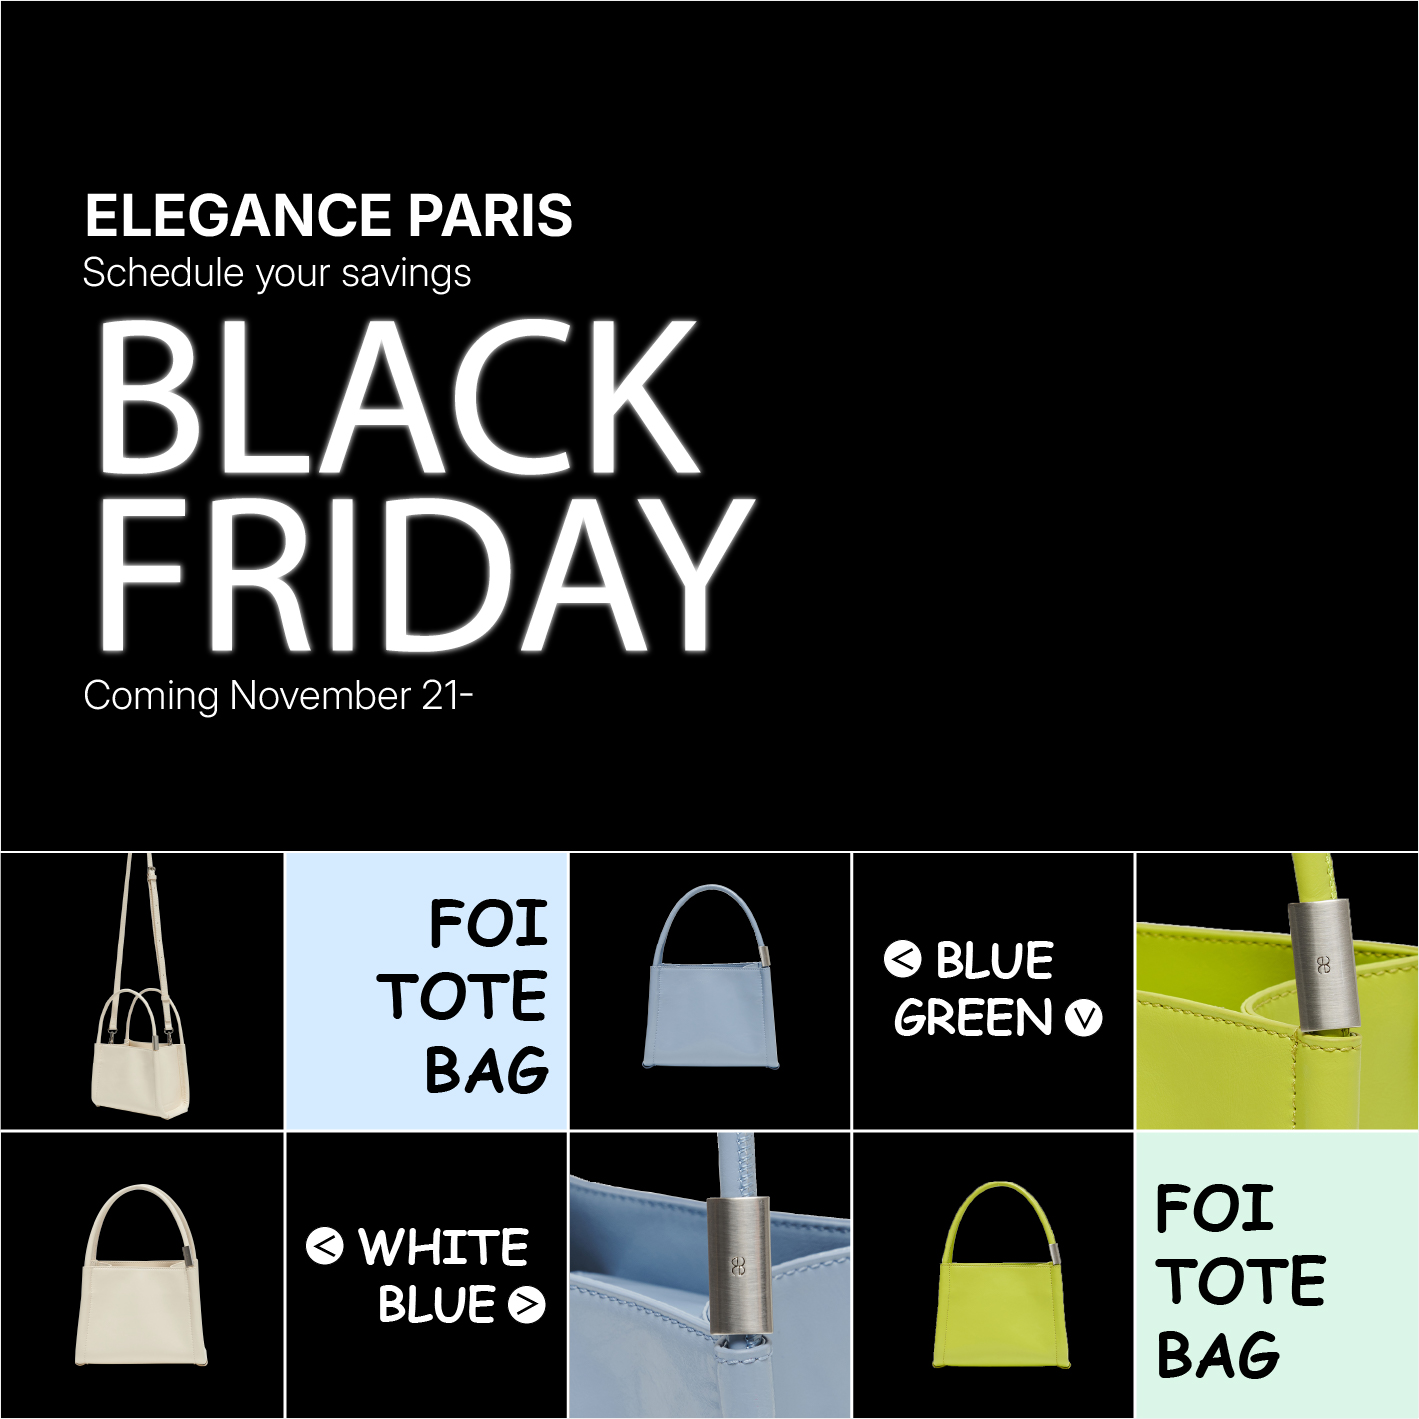 ELEGANCE PARIS
Schedule your savings
BLACK
FRIDAY
Coming November 21-
FOI
TOTE
BAG
< BLUE
GREEN >
< WHITE
BLUE >
FOI
TOTE
BAG